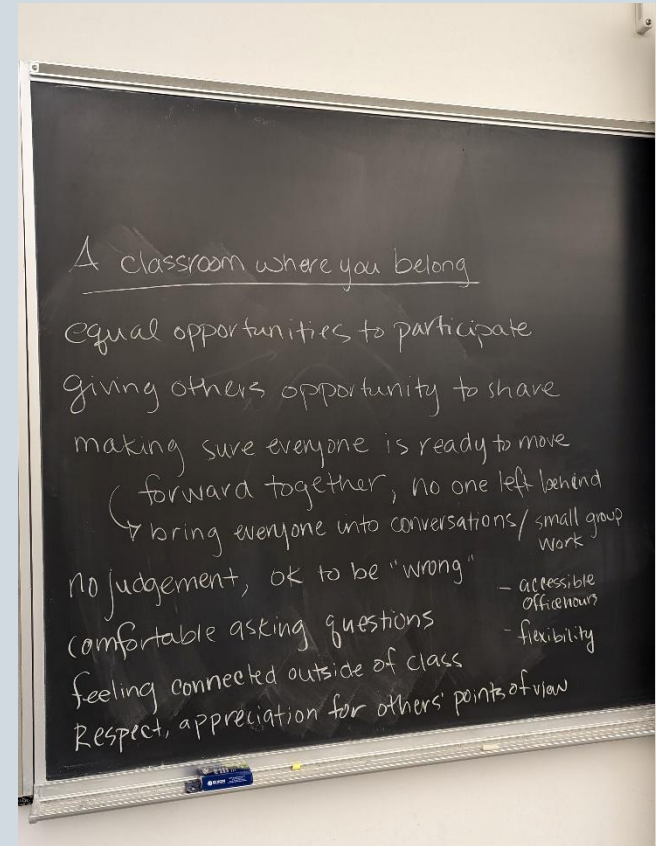 A classroom where you belong
equal opportunities to participate
giving others opportunity to share
making sure everyone is ready to move
forward together, no one left behind
bring everyone into conversations/ small group
work
no judgement, ok to be "wrong"
- accessible
officehours
comfortable asking questions
- flexibility
feeling connected outside of class
Respect, appreciation for others' points of view